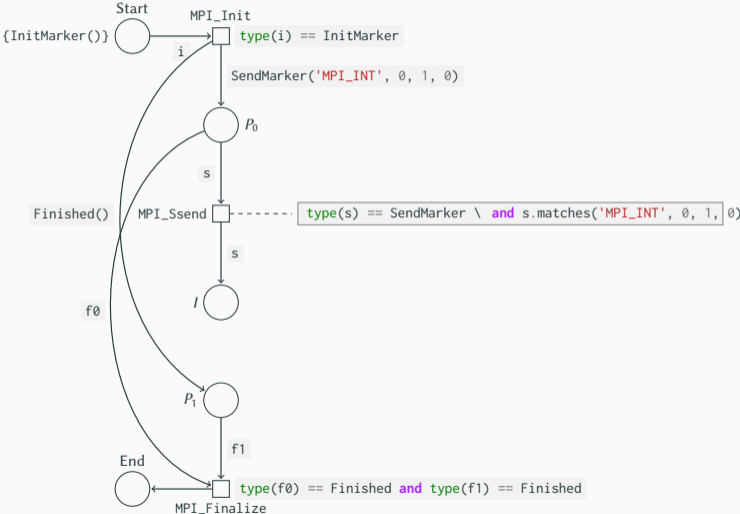 Start
MPI_Init
{InitMarker()}
type(i) == InitMarker
i
SendMarker('MPI_INT', 0, 1, 0)
P0
s
Finished()
MPI_Ssend
type(s) == SendMarker \ and s.matches('MPI_INT', 0, 1, 0)
s
I
f0
P1
f1
End
type(f0) == Finished and type(f1) == Finished
MPI_Finalize